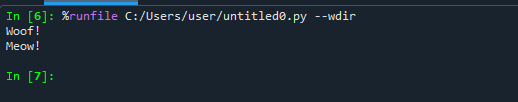 In [6]: %runfile C:/Users/user/untitled0.py --wdir
Woof!
Meow!
In [7]: